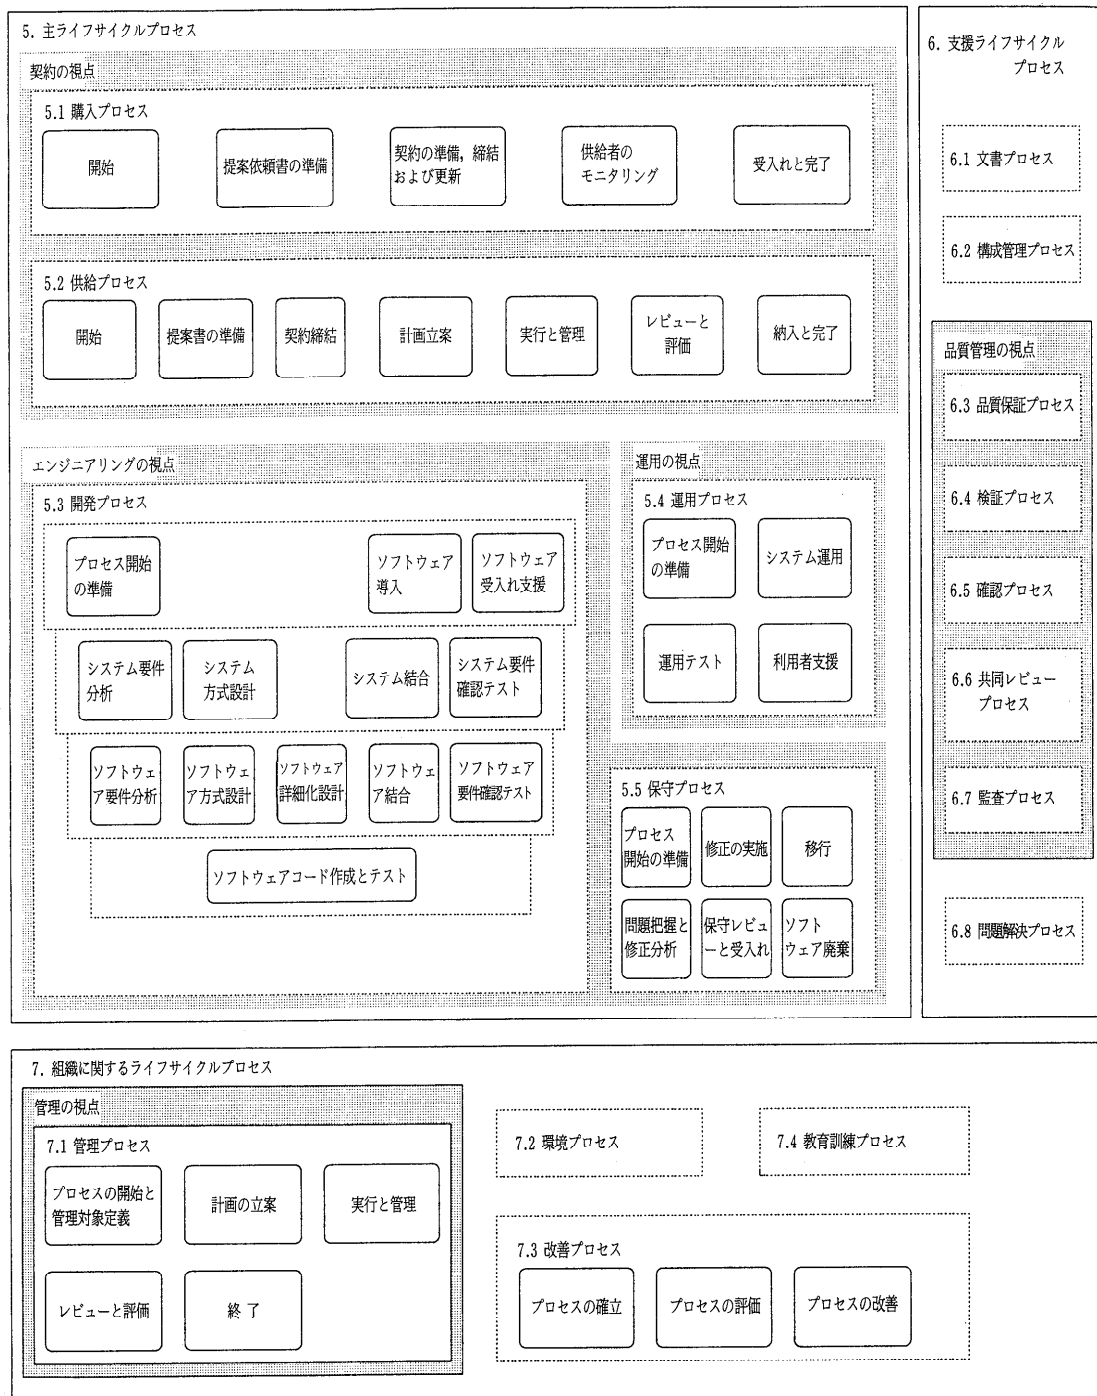 5. 主ライフサイクルプロセス
契約の視点
5.1 購入プロセス
開始
提案依頼書の準備
契約の準備，締結
および更新
供給者の
モニタリング
受入れと完了
5.2 供給プロセス
開始
提案書の準備
契約締結
計画立案
実行と管理
レビューと
評価
納入と完了
エンジニアリングの視点
5.3 開発プロセス
プロセス開始
の準備
ソフトウェア
導入
ソフトウェア
受入れ支援
システム要件
分析
システム
方式設計
システム結合
システム要件
確認テスト
ソフトウェ
ア要件分析
ソフトウェ
ア方式設計
ソフトウェア
詳細化設計
ソフトウェ
ア結合
ソフトウェア
要件確認テスト
ソフトウェアコード作成とテスト
運用の視点
5.4 運用プロセス
プロセス開始
の準備
システム運用
運用テスト
利用者支援
5.5 保守プロセス
プロセス
開始の準備
修正の実施
移行
問題把握と
修正分析
保守レビュ
ーと受入れ
ソフト
ウェア廃棄
6. 支援ライフサイクル
プロセス
6.1 文書プロセス
6.2 構成管理プロセス
品質管理の視点
6.3 品質保証プロセス
6.4 検証プロセス
6.5 確認プロセス
6.6 共同レビュー
プロセス
6.7 監査プロセス
6.8 問題解決プロセス
7. 組織に関するライフサイクルプロセス
管理の視点
7.1 管理プロセス
プロセスの開始と
管理対象定義
計画の立案
実行と管理
レビューと評価
終 了
7.2 環境プロセス
7.4 教育訓練プロセス
7.3 改善プロセス
プロセスの確立
プロセスの評価
プロセスの改善